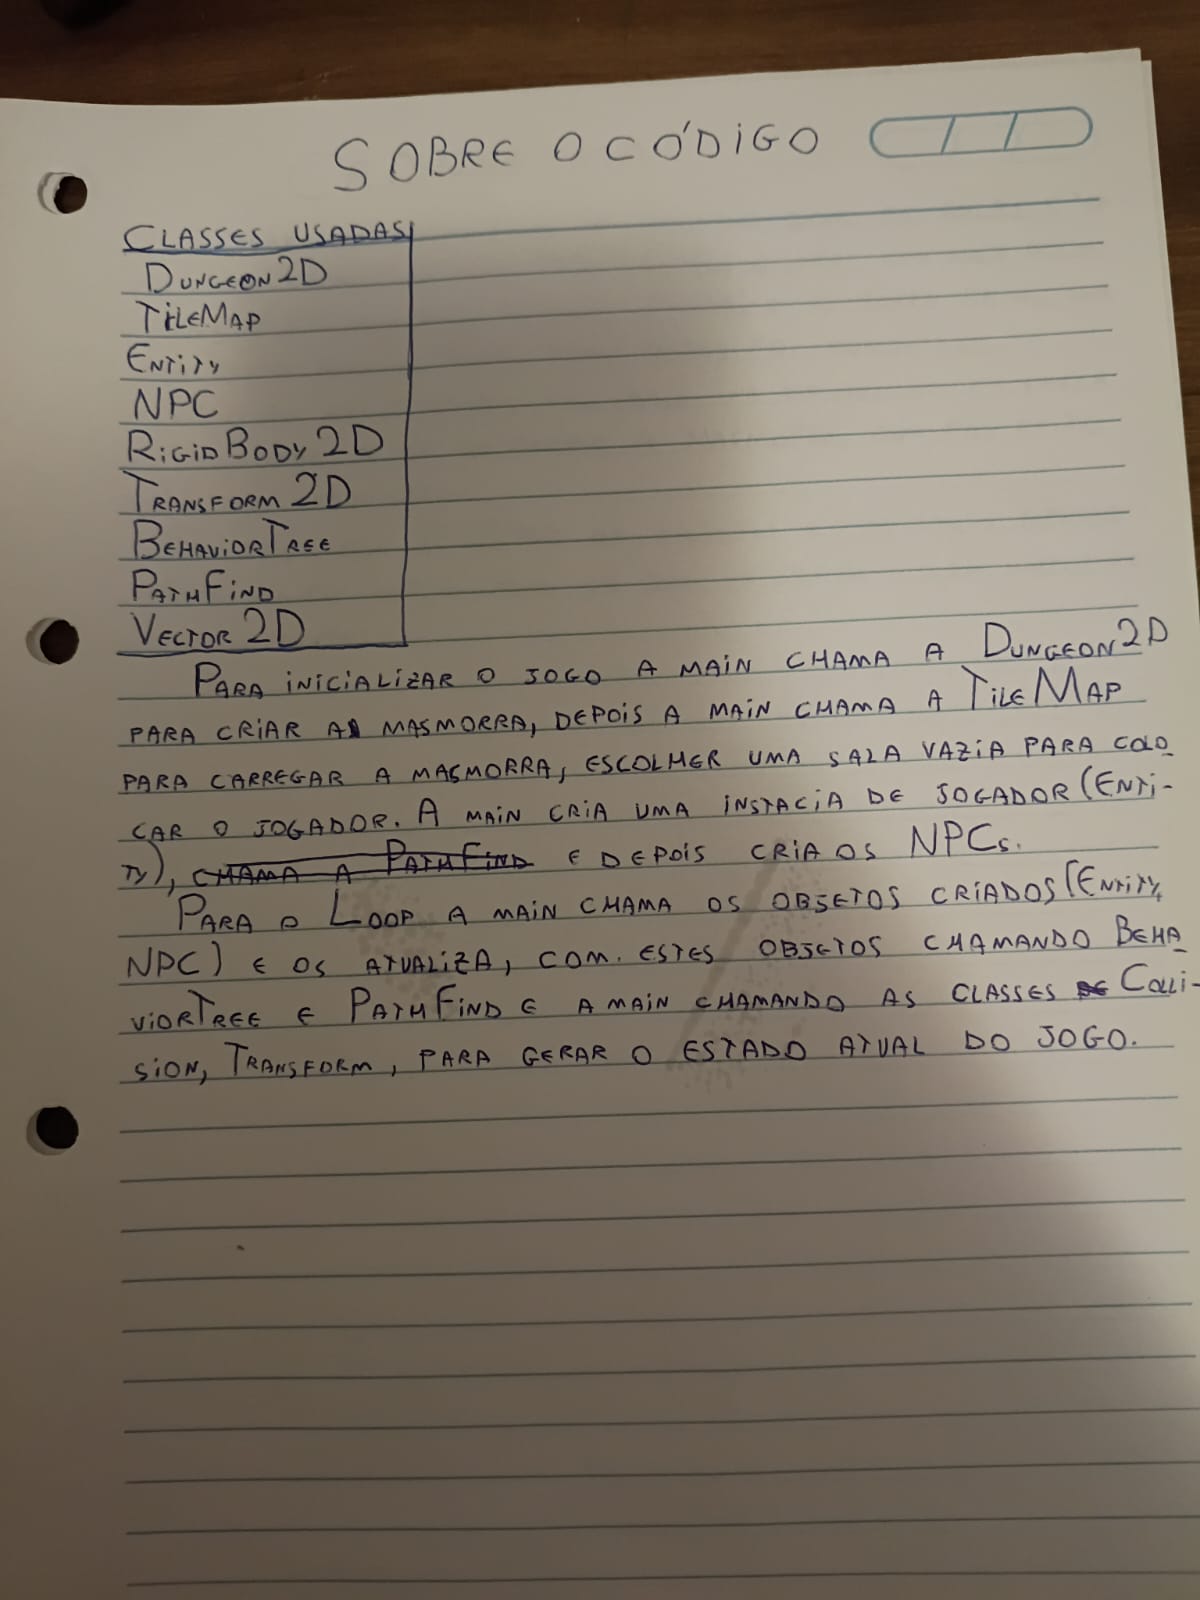 SOBRE O CÓDIGO
CLASSES USADAS
DUNGEON2D
TILEMAP
ENTITY
NPC
RIGIDBODY2D
TRANSFORM2D
BEHAVIORTREE
PATHFIND
VECTOR2D
PARA INICIALIZAR O JOGO A MAIN CHAMA A DUNGEON2D
PARA CRIAR A MASMORRA, DEPOIS A MAIN CHAMA A TILEMAP
PARA CARREGAR A MASMORRA, ESCOLHER UMA SALA VAZIA PARA COLO-
CAR O JOGADOR. A MAIN CRIA UMA INSTACIA DE JOGADOR (ENTI-
TY), CHAMA A PATHFIND E DEPOIS CRIA OS NPCs.
PARA O LOOP A MAIN CHAMA OS OBJETOS CRIADOS (ENTITY,
NPC) E OS ATUALIZA, COM ESTES OBJETOS CHAMANDO BEHA
VIORTREE E PATHFIND E A MAIN CHAMANDO AS CLASSES DE COLLI-
SION, TRANSFORM, PARA GERAR O ESTADO ATUAL DO JOGO.